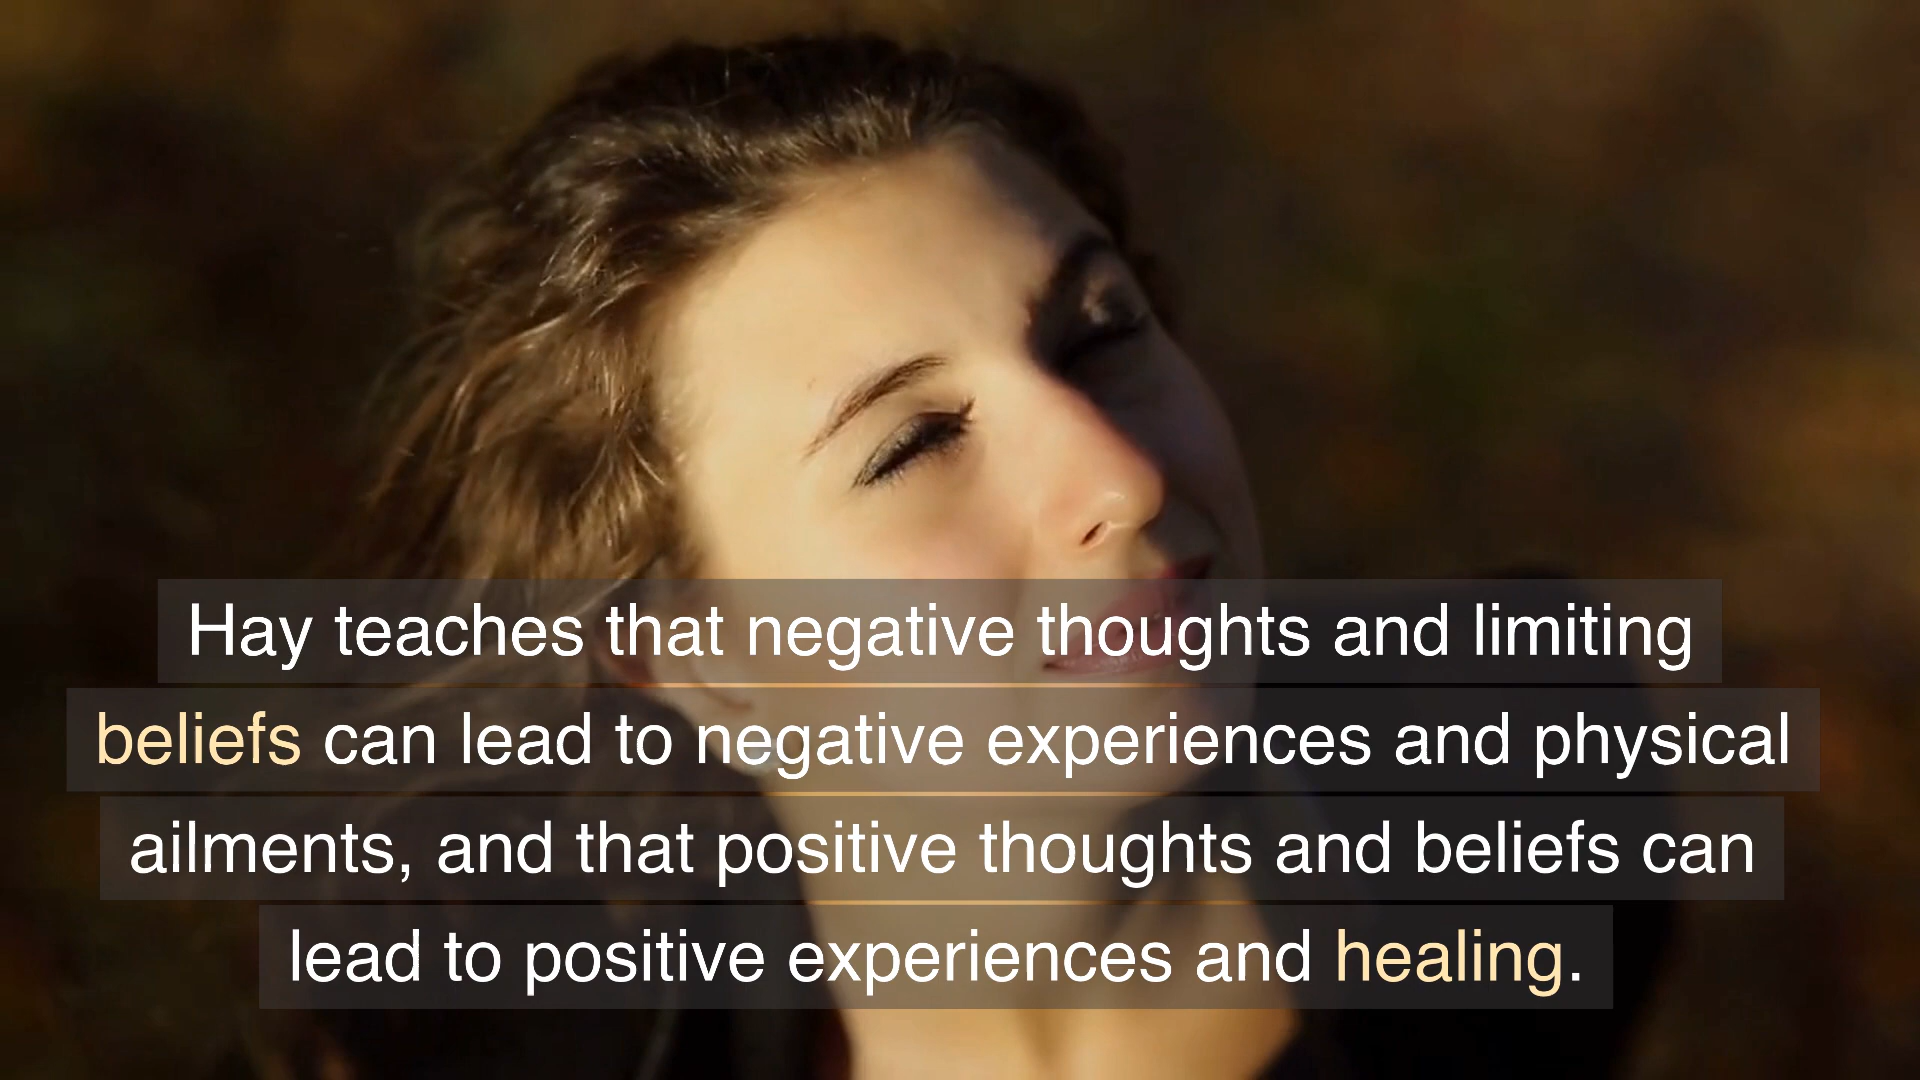 Hay teaches that negative thoughts and limiting
beliefs can lead to negative experiences and physical
ailments, and that positive thoughts and beliefs can
lead to positive experiences and healing.